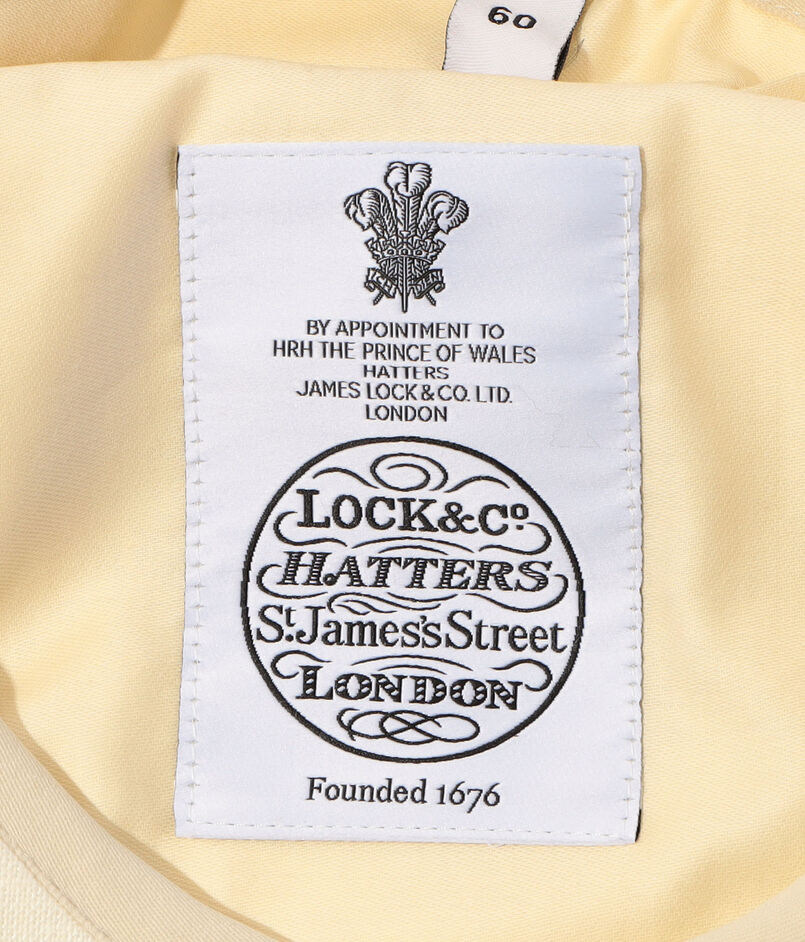 60
BY APPOINTMENT TO
HRH THE PRINCE OF WALES
HATTERS
JAMES LOCK & CO. LTD.
LONDON
LOCK & Cº
HATTERS
St. James's Street
LONDON
Founded 1676